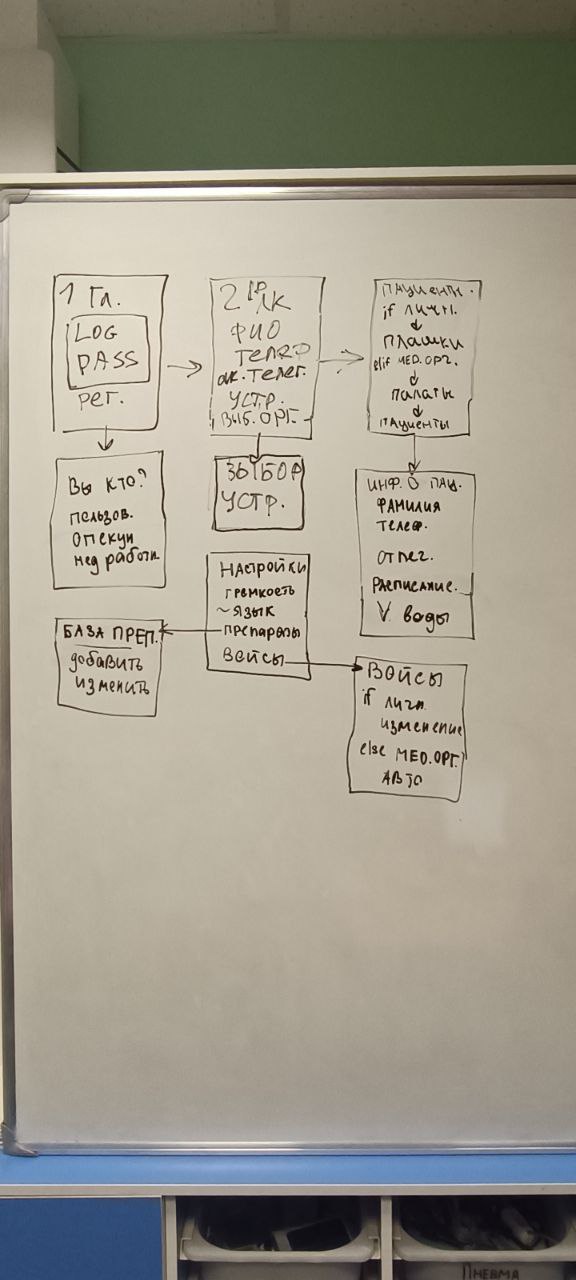 1 Гл.
LOG
PASS
рег.
2 ЛК
ФИО
ТЕЛЕФ
ак. ТЕЛЕГ.
УСТР.
ВЫБ. ОРГ.
ПАЦИЕНТЫ.
if личн.
ПЛАШКИ
elif МЕД. ОРГ.
ПАЛАТЫ
ПАЦИЕНТЫ
Вы кто?
пользов.
Опекун
мед работн.
ВЫБОР
УСТР.
ИНФ. О ПАЦ.
ФАМИЛИЯ
ТЕЛЕФ.
ОТДЕЛ.
РАСПИСАНИЕ.
V воды
НАСТРОЙКИ
ГРОМКОСТЬ
~ЯЗЫК
ПРЕПАРАТЫ
ВОЙСЫ
БАЗА ПРЕП.
добавить
изменить
ВОЙСЫ
if личн.
изменение
else МЕД. ОРГ.
АВТО
ПНЕВМА